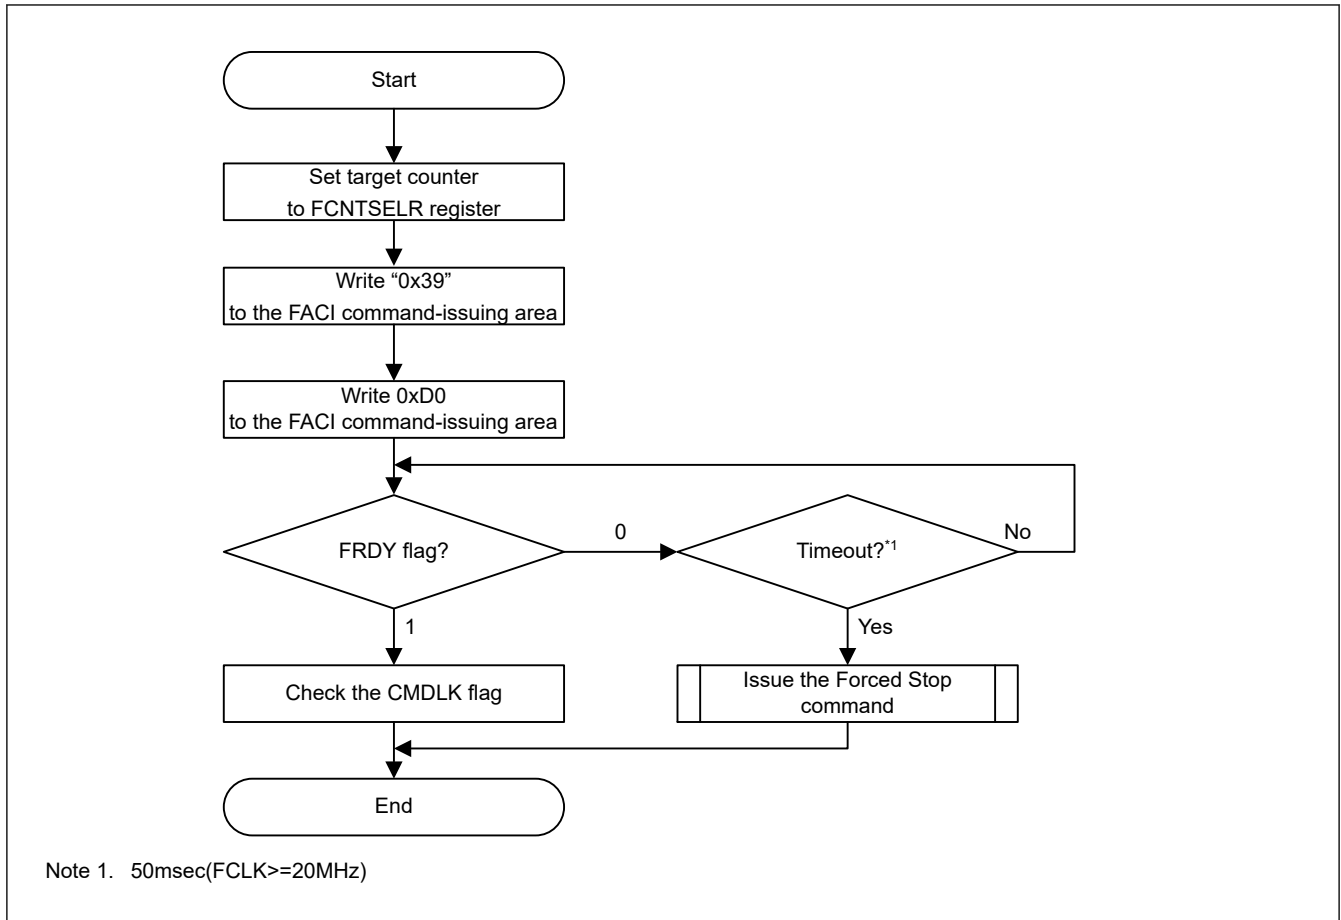 Start
Set target counter
to FCNTSELR register
Write “0x39”
to the FACI command-issuing area
Write 0xD0
to the FACI command-issuing area
FRDY flag?
0
Timeout?*1
No
1
Yes
Check the CMDLK flag
Issue the Forced Stop
command
End
Note 1. 50msec(FCLK>=20MHz)